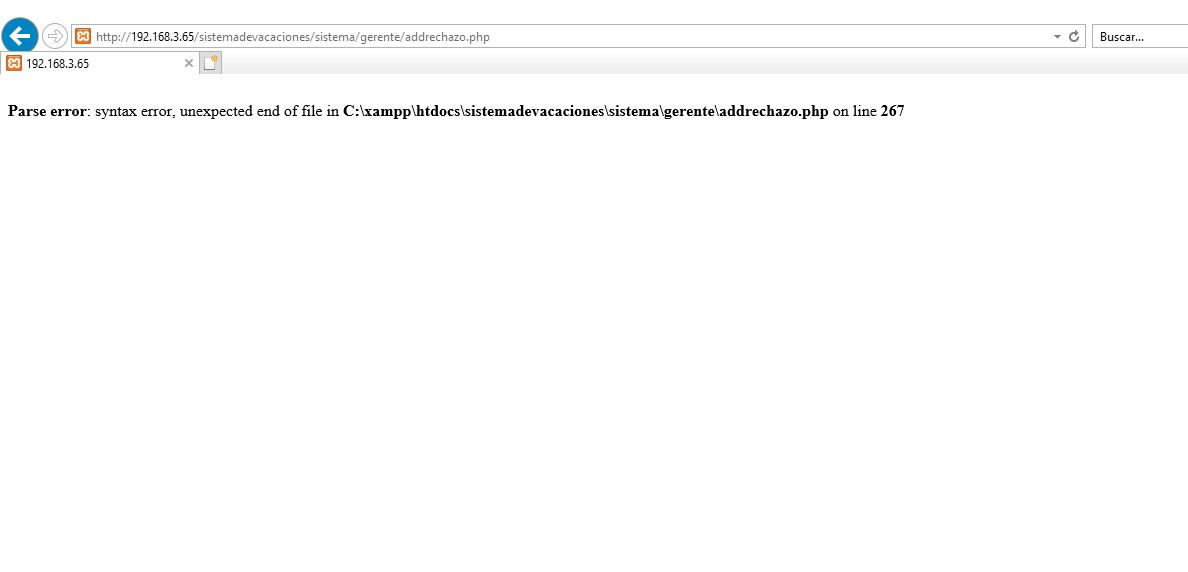 http://192.168.3.65/sistemadevacaciones/sistema/gerente/addrechazo.php
Buscar...
192.168.3.65
Parse error: syntax error, unexpected end of file in C:\xampp\htdocs\sistemadevacaciones\sistema\gerente\addrechazo.php on line 267